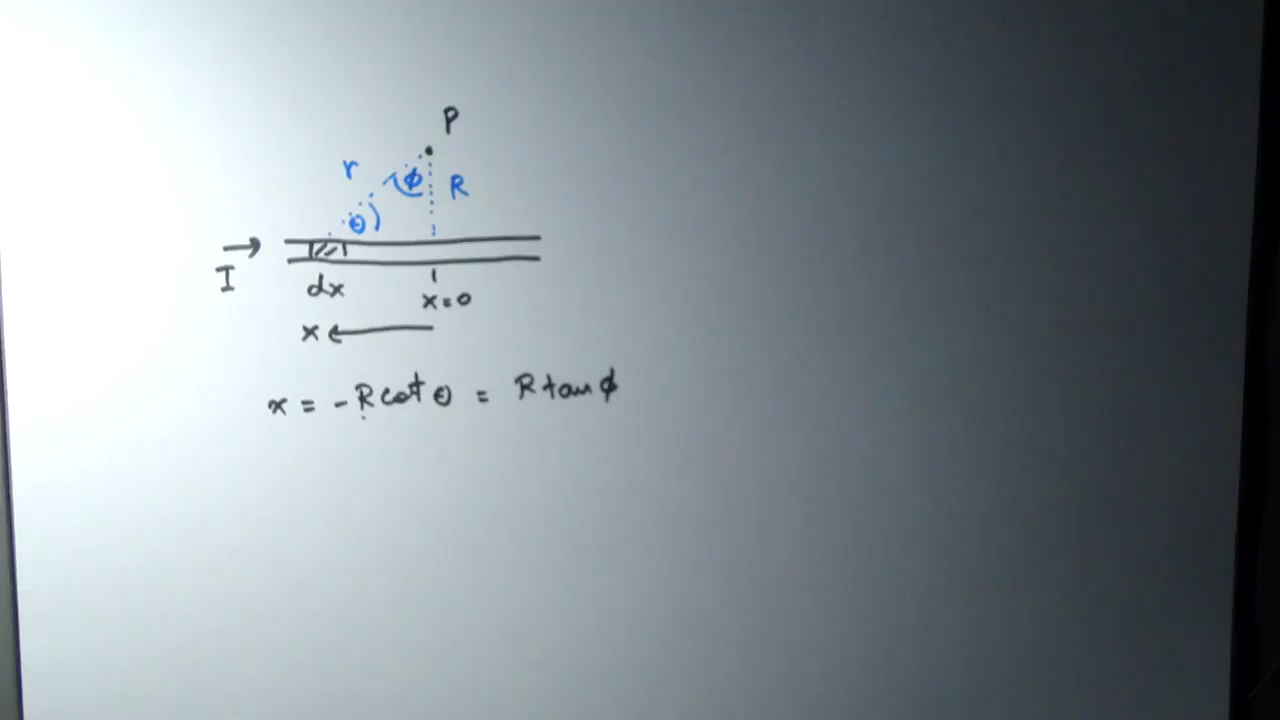 P
r
ϕ
R
θ
I
dx
x=0
x
x = -R cot θ = R tan ϕ